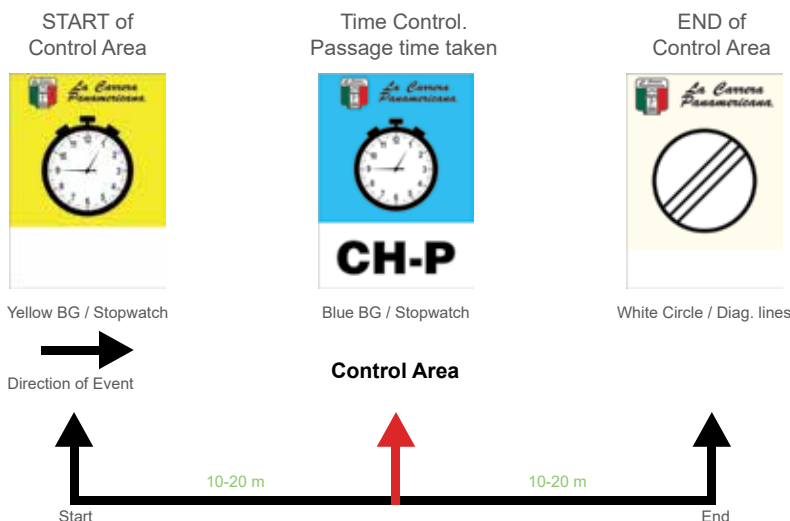 START of
Control Area
Time Control.
Passage time taken
END of
Control Area
La Carrera
Panamericana
La Carrera
Panamericana
La Carrera
Panamericana
CH-P
Yellow BG / Stopwatch
Blue BG / Stopwatch
White Circle / Diag. lines
Direction of Event
Control Area
10-20 m
10-20 m
Start
End